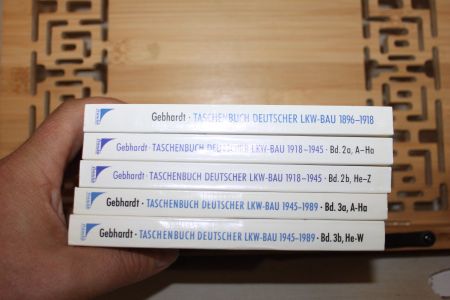 Gebhardt · TASCHENBUCH DEUTSCHER LKW-BAU 1896-1918
Gebhardt · TASCHENBUCH DEUTSCHER LKW-BAU 1918-1945 · Bd. 2a, A-Ha
Gebhardt · TASCHENBUCH DEUTSCHER LKW-BAU 1918-1945 · Bd. 2b, He-Z
Gebhardt · TASCHENBUCH DEUTSCHER LKW-BAU 1945-1989 · Bd. 3a, A-Ha
Gebhardt · TASCHENBUCH DEUTSCHER LKW-BAU 1945-1989 · Bd. 3b, He-W